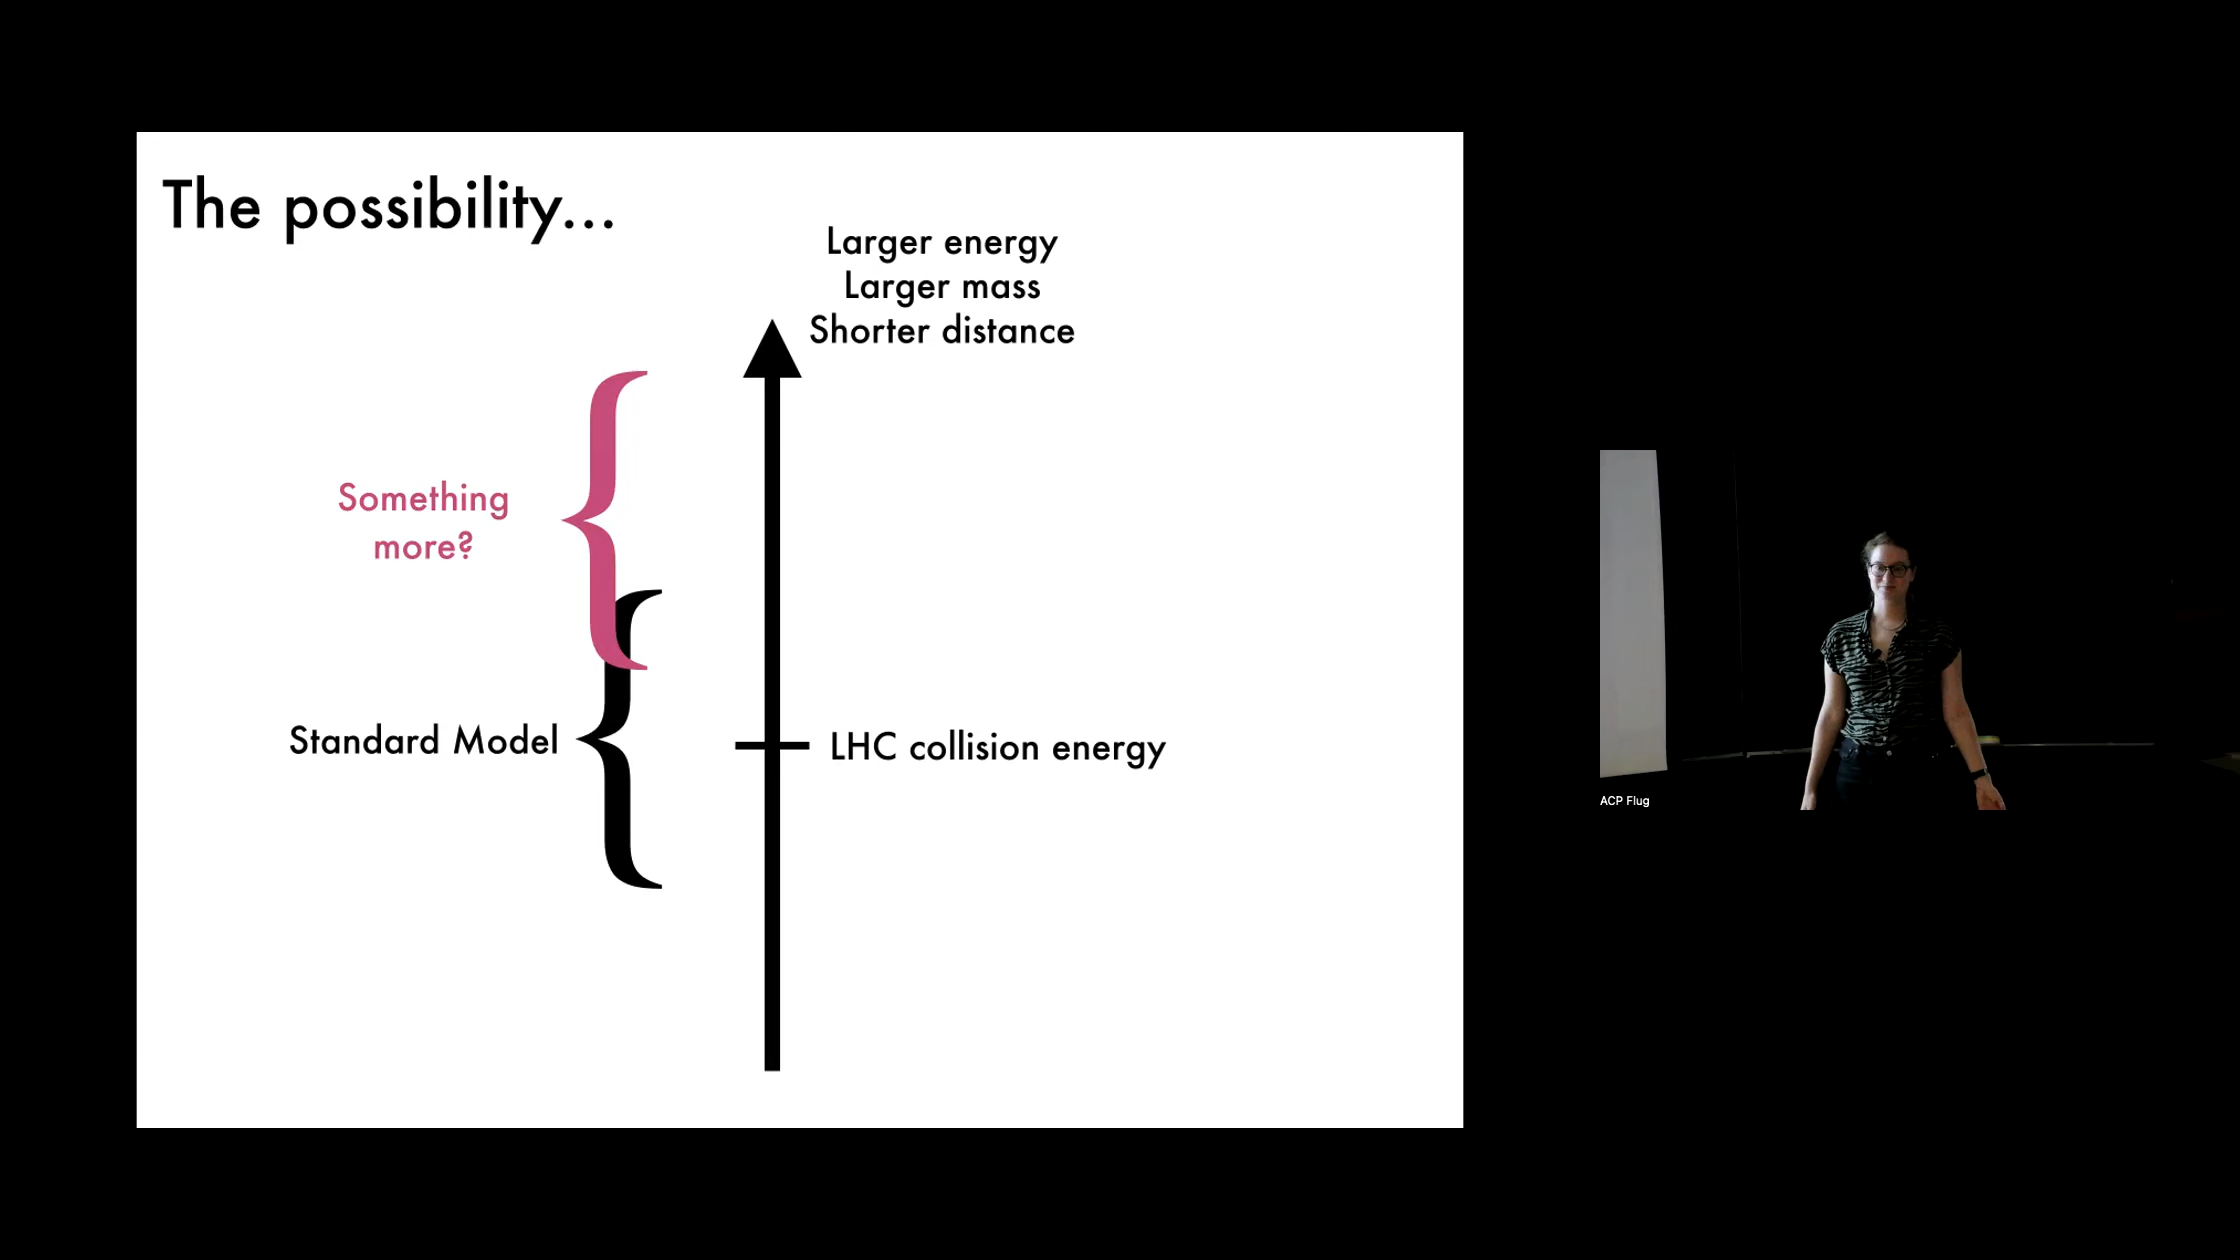 The possibility...
Larger energy
Larger mass
Shorter distance
Something
more?
Standard Model
LHC collision energy
ACP Flug